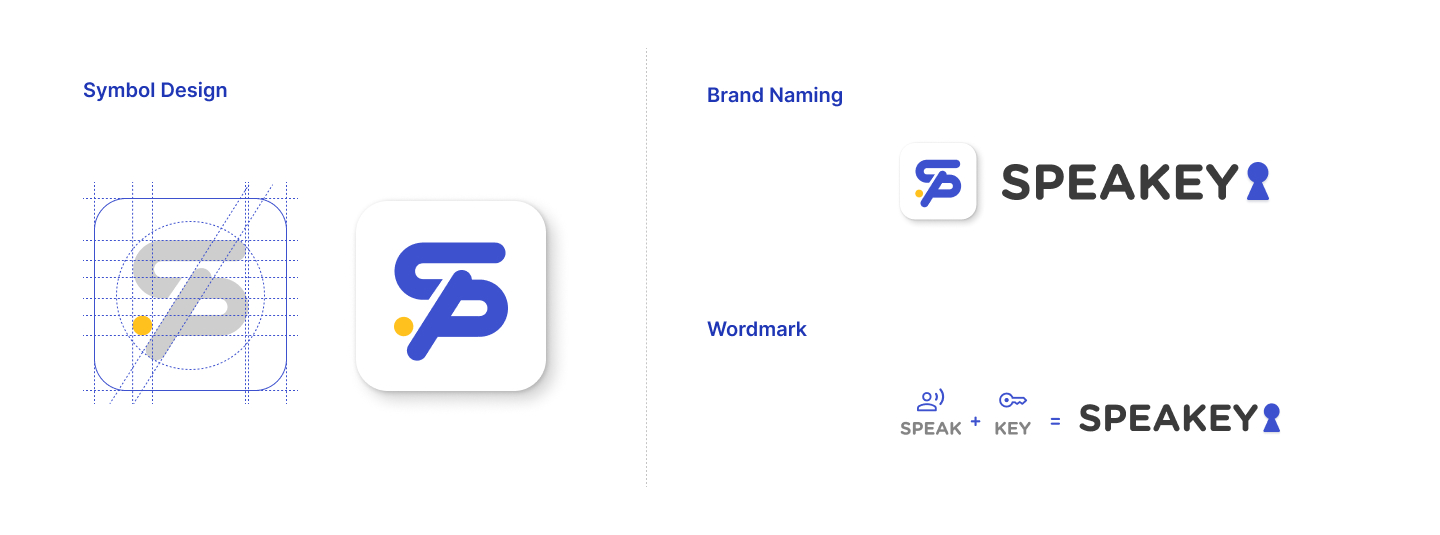 Symbol Design
Brand Naming
SPEAKEY
Wordmark
SPEAK + KEY = SPEAKEY